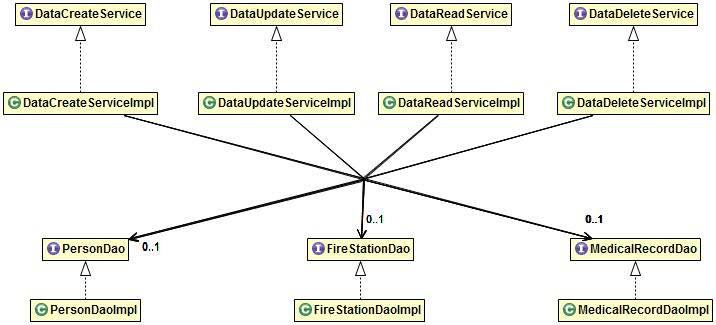 I DataCreateService
I DataUpdateService
I DataReadService
I DataDeleteService
C DataCreateServiceImpl
C DataUpdateServiceImpl
C DataReadServiceImpl
C DataDeleteServiceImpl
0..1
0..1
0..1
I PersonDao
I FireStationDao
I MedicalRecordDao
C PersonDaoImpl
C FireStationDaoImpl
C MedicalRecordDaoImpl